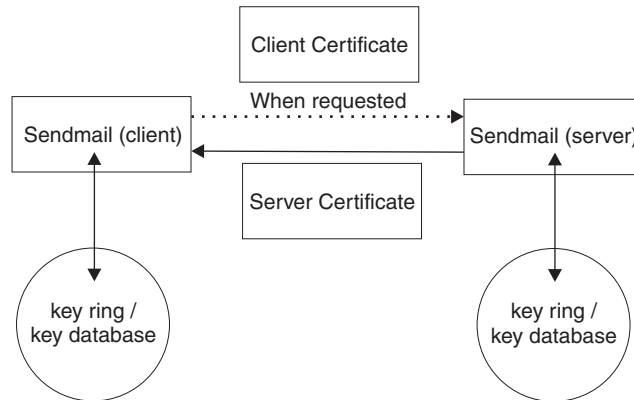 Client Certificate
When requested
Sendmail (client)
Sendmail (server)
Server Certificate
key ring /
key database
key ring /
key database